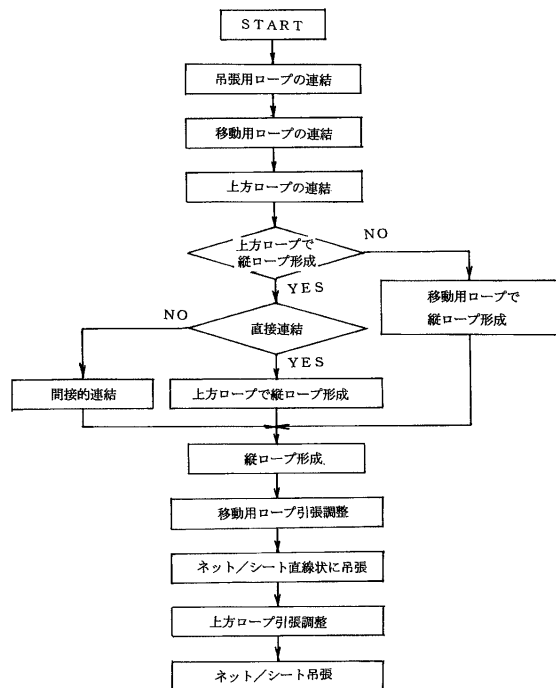 START
吊張用ロープの連結
移動用ロープの連結
上方ロープの連結
上方ロープで
縦ロープ形成
NO
YES
移動用ロープで
縦ロープ形成
直接連結
NO
YES
間接的連結
上方ロープで縦ロープ形成
縦ロープ形成
移動用ロープ引張調整
ネット/シート直線状に吊張
上方ロープ引張調整
ネット/シート吊張